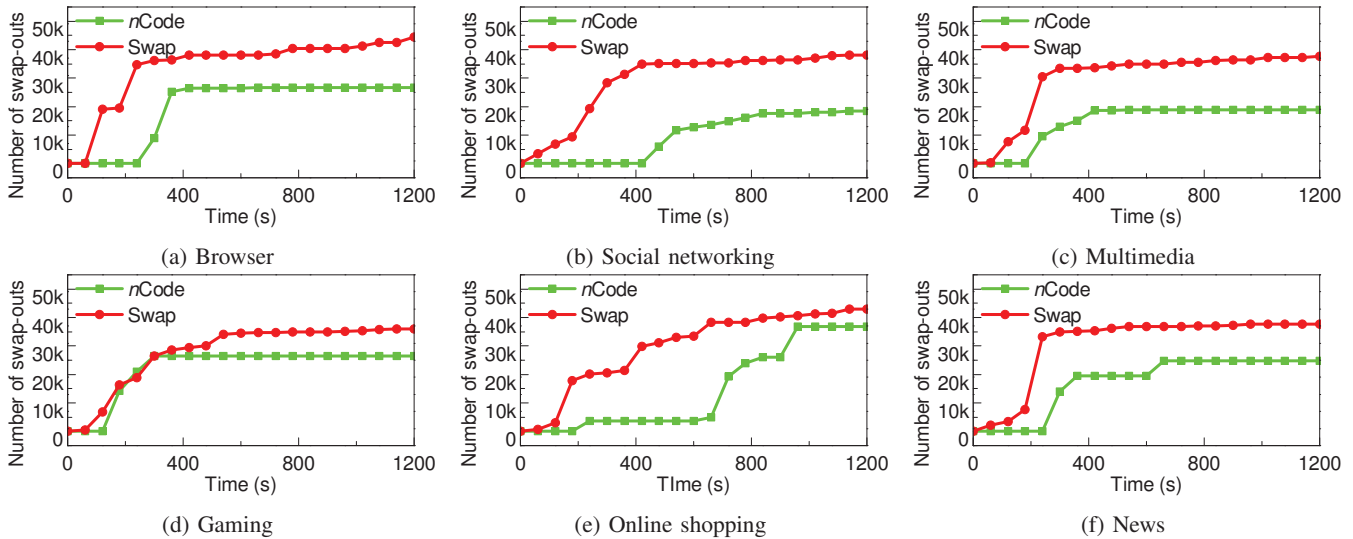 Number of swap-outs
50k
40k
30k
20k
10k
0
nCode
Swap
0 400 800 1200
Time (s)
(a) Browser
Number of swap-outs
50k
40k
30k
20k
10k
0
nCode
Swap
0 400 800 1200
Time (s)
(b) Social networking
Number of swap-outs
50k
40k
30k
20k
10k
0
nCode
Swap
0 400 800 1200
Time (s)
(c) Multimedia
Number of swap-outs
50k
40k
30k
20k
10k
0
nCode
Swap
0 400 800 1200
Time (s)
(d) Gaming
Number of swap-outs
50k
40k
30k
20k
10k
0
nCode
Swap
0 400 800 1200
TIme (s)
(e) Online shopping
Number of swap-outs
50k
40k
30k
20k
10k
0
nCode
Swap
0 400 800 1200
Time (s)
(f) News